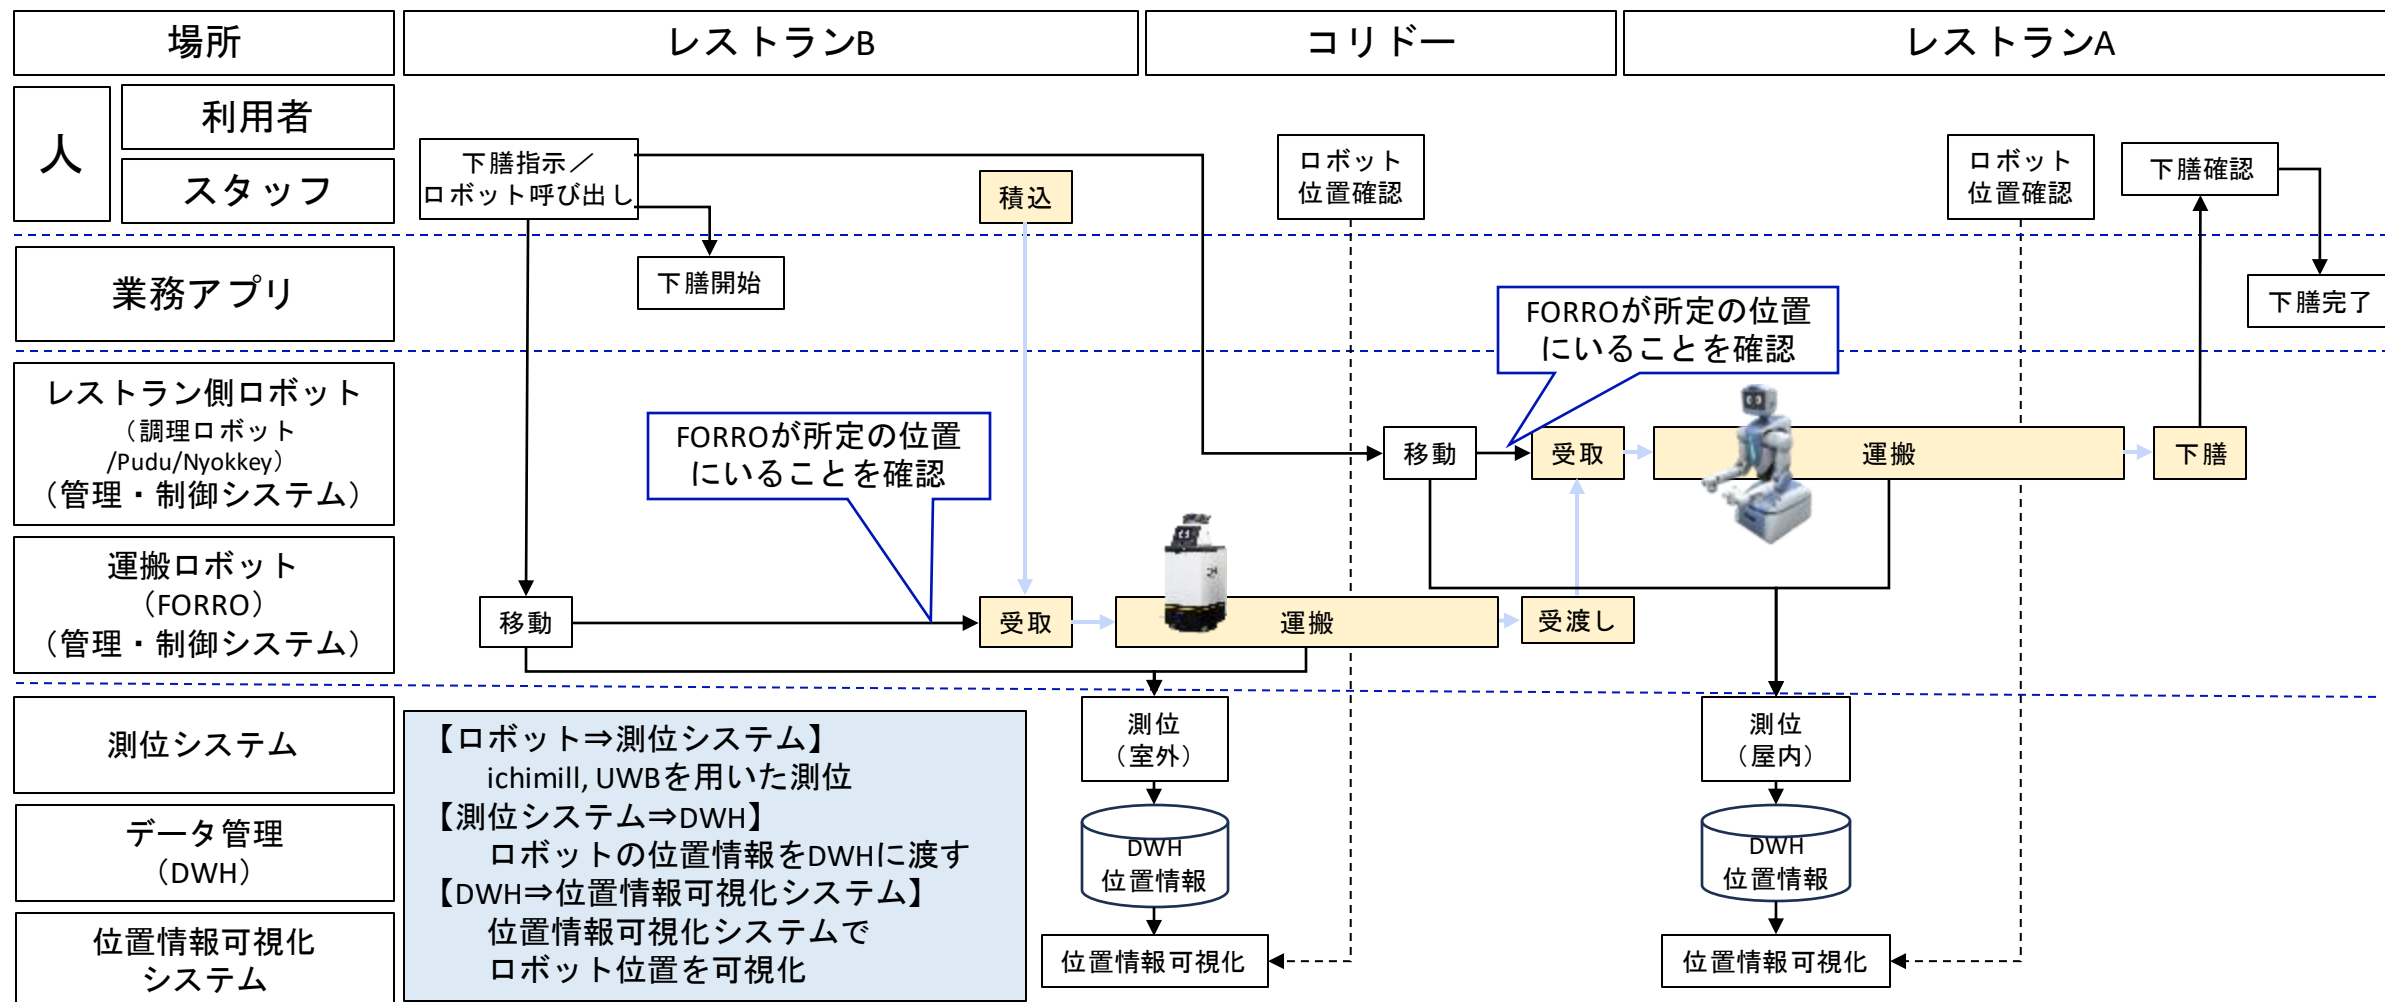 場所
レストランB
コリドー
レストランA
人
利用者
スタッフ
下膳指示／
ロボット呼び出し
積込
ロボット
位置確認
ロボット
位置確認
下膳確認
業務アプリ
下膳開始
下膳完了
FORROが所定の位置
にいることを確認
レストラン側ロボット
（調理ロボット
/Pudu/Nyokkey）
（管理・制御システム）
FORROが所定の位置
にいることを確認
移動
受取
運搬
下膳
運搬ロボット
（FORRO）
（管理・制御システム）
移動
受取
運搬
受渡し
測位システム
測位
（室外）
測位
（屋内）
データ管理
（DWH）
DWH
位置情報
DWH
位置情報
位置情報可視化
システム
【ロボット⇒測位システム】
ichimill, UWBを用いた測位
【測位システム⇒DWH】
ロボットの位置情報をDWHに渡す
【DWH⇒位置情報可視化システム】
位置情報可視化システムで
ロボット位置を可視化
位置情報可視化
位置情報可視化